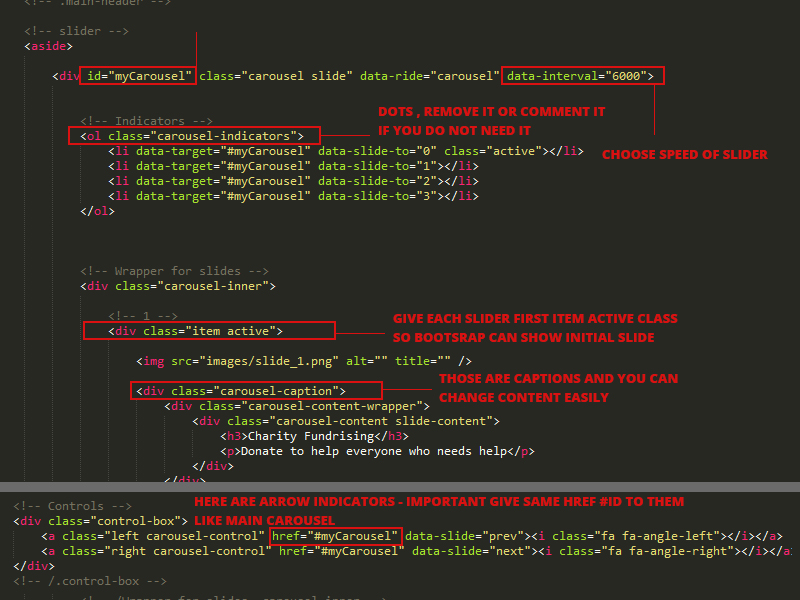 <!-- .main-header -->
<!-- slider -->
<aside>
<div id="myCarousel" class="carousel slide" data-ride="carousel" data-interval="6000">
<!-- Indicators -->
DOTS , REMOVE IT OR COMMENT IT
IF YOU DO NOT NEED IT
<ol class="carousel-indicators">
<li data-target="#myCarousel" data-slide-to="0" class="active"></li>
CHOOSE SPEED OF SLIDER
<li data-target="#myCarousel" data-slide-to="1"></li>
<li data-target="#myCarousel" data-slide-to="2"></li>
<li data-target="#myCarousel" data-slide-to="3"></li>
</ol>
<!-- Wrapper for slides -->
<div class="carousel-inner">
<!-- 1 -->
GIVE EACH SLIDER FIRST ITEM ACTIVE CLASS
SO BOOTSRAP CAN SHOW INITIAL SLIDE
<div class="item active">
<img src="images/slide_1.png" alt="" title="" />
THOSE ARE CAPTIONS AND YOU CAN
CHANGE CONTENT EASILY
<div class="carousel-caption">
<div class="carousel-content-wrapper">
<div class="carousel-content slide-content">
<h3>Charity Fundrising</h3>
<p>Donate to help everyone who needs help</p>
</div>
</div>
<!-- Controls -->
HERE ARE ARROW INDICATORS - IMPORTANT GIVE SAME HREF #ID TO THEM
LIKE MAIN CAROUSEL
<div class="control-box">
<a class="left carousel-control" href="#myCarousel" data-slide="prev"><i class="fa fa-angle-left"></i></a>
<a class="right carousel-control" href="#myCarousel" data-slide="next"><i class="fa fa-angle-right"></i></a
</div>
<!-- /.control-box -->